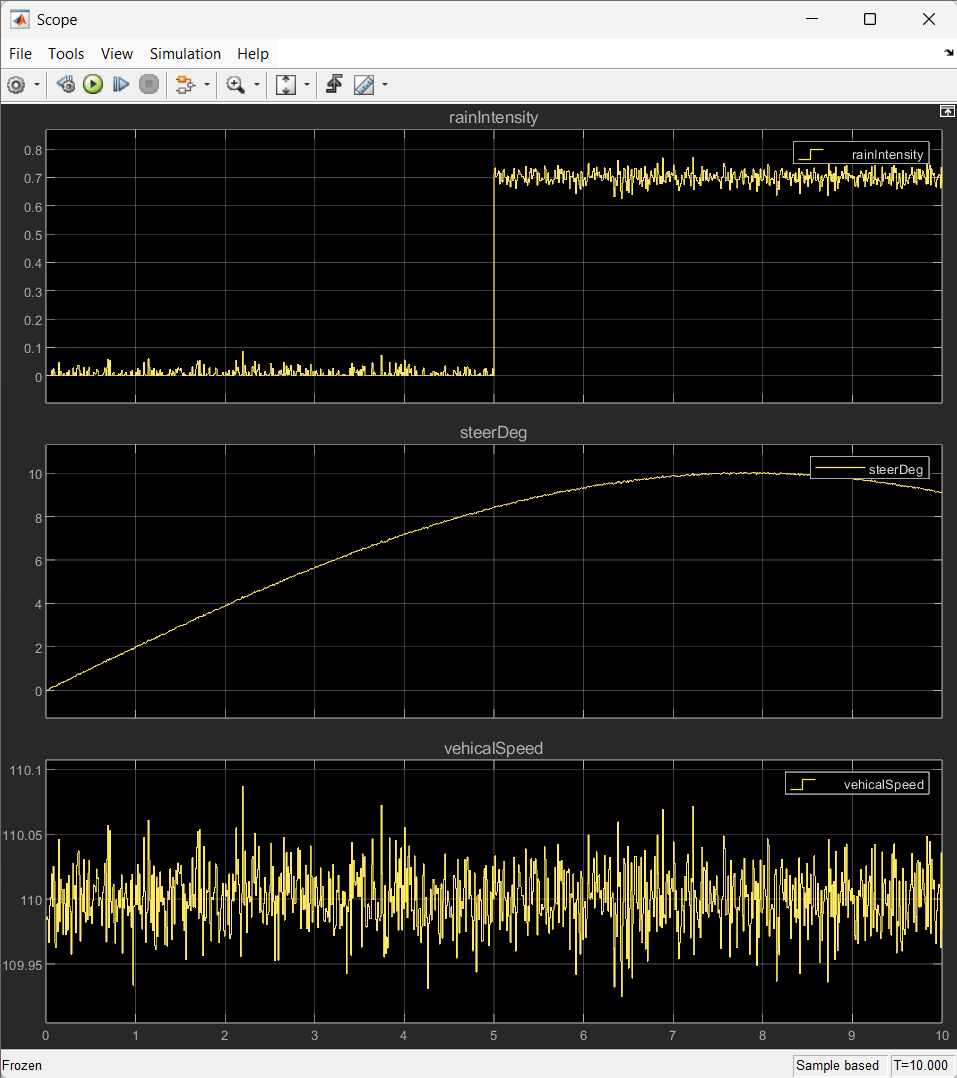 Scope
File Tools View Simulation Help
rainIntensity
rainIntensity
0.8
0.7
0.6
0.5
0.4
0.3
0.2
0.1
0
steerDeg
steerDeg
10
8
6
4
2
0
vehicalSpeed
vehicalSpeed
110.1
110.05
110
109.95
0 1 2 3 4 5 6 7 8 9 10
Frozen Sample based T=10.000